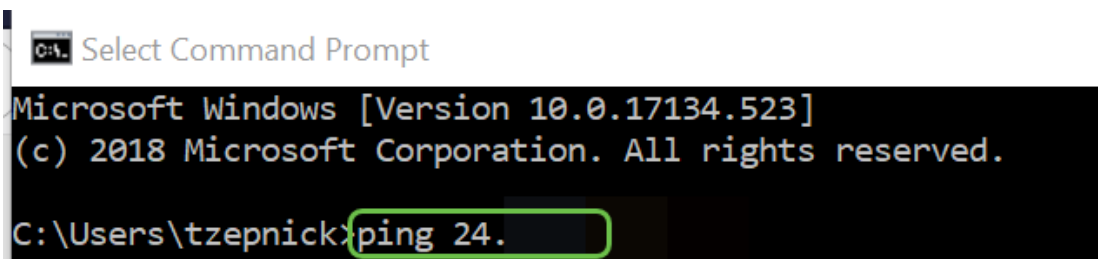 Select Command Prompt
Microsoft Windows [Version 10.0.17134.523]
(c) 2018 Microsoft Corporation. All rights reserved.
C:\Users\tzepnick>ping 24.